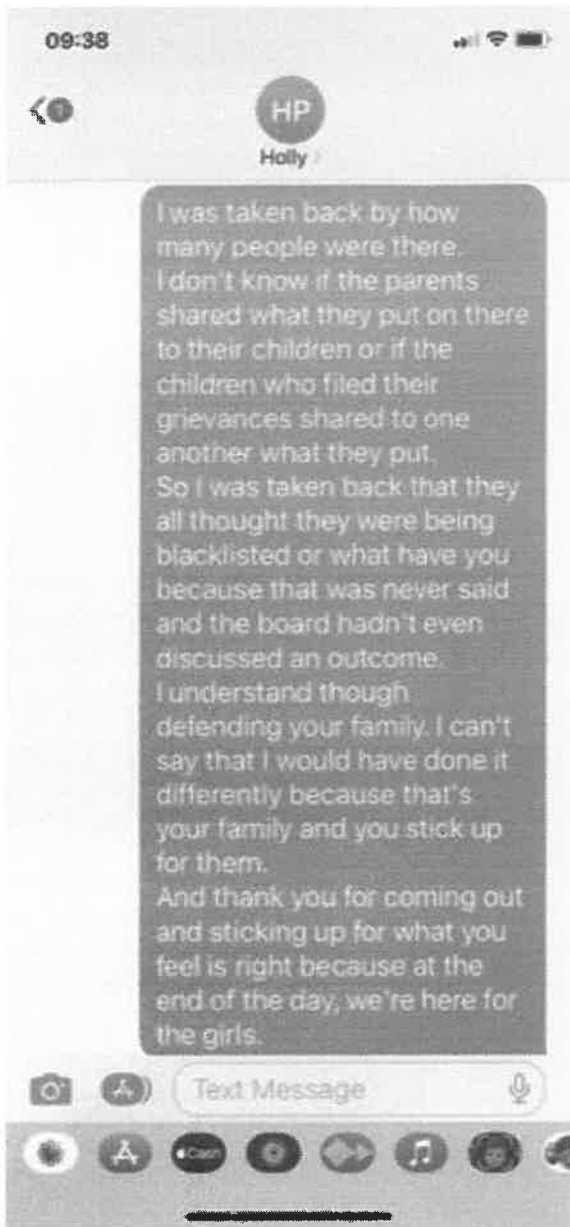 09:38
HP
Holly
I was taken back by how
many people were there.
I don't know if the parents
shared what they put on there
to their children or if the
children who filed their
grievances shared to one
another what they put.
So I was taken back that they
all thought they were being
blacklisted or what have you
because that was never said
and the board hadn't even
discussed an outcome.
I understand though
defending your family. I can't
say that I would have done it
differently because that's
your family and you stick up
for them.
And thank you for coming out
and sticking up for what you
feel is right because at the
end of the day, we're here for
the girls.
Text Message
Cash